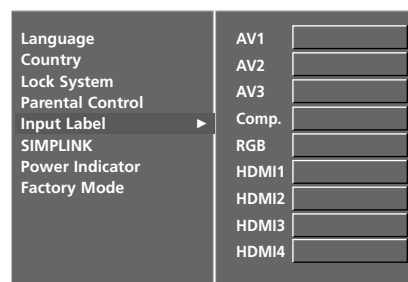 Language
Country
Lock System
Parental Control
Input Label ►
SIMPLINK
Power Indicator
Factory Mode
AV1
AV2
AV3
Comp.
RGB
HDMI1
HDMI2
HDMI3
HDMI4